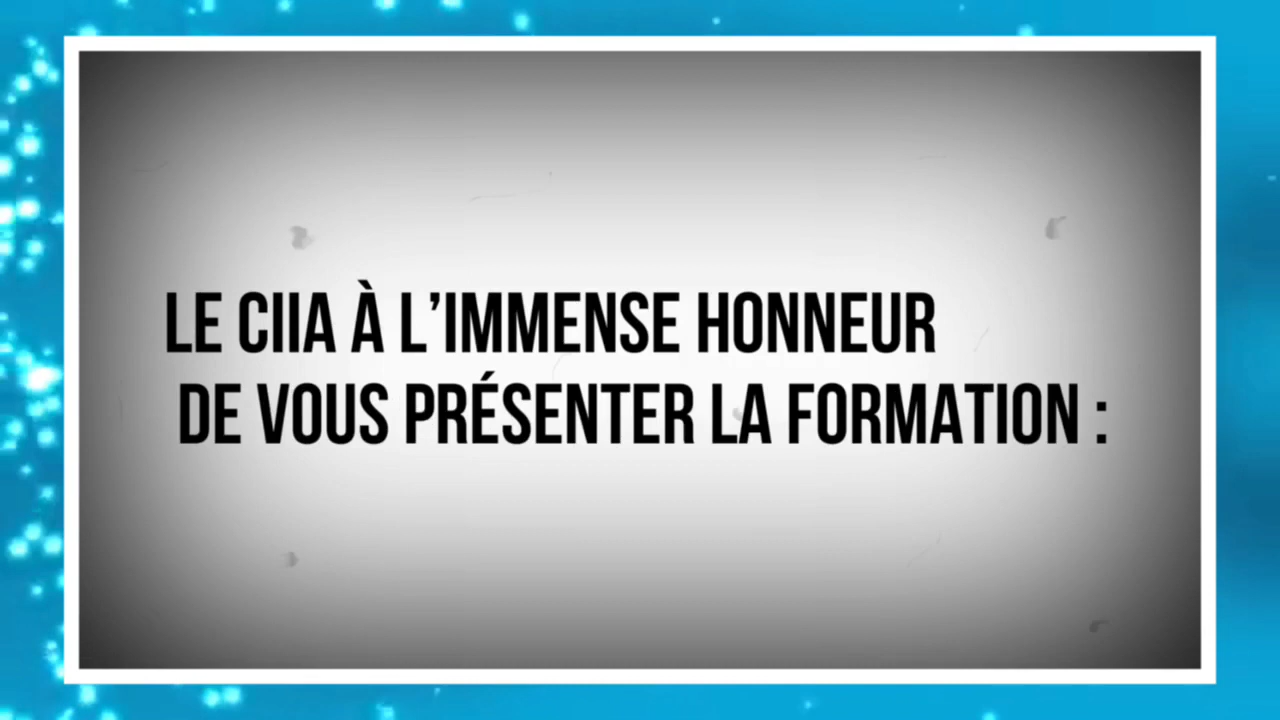 LE CIIA À L’IMMENSE HONNEUR
DE VOUS PRÉSENTER LA FORMATION :